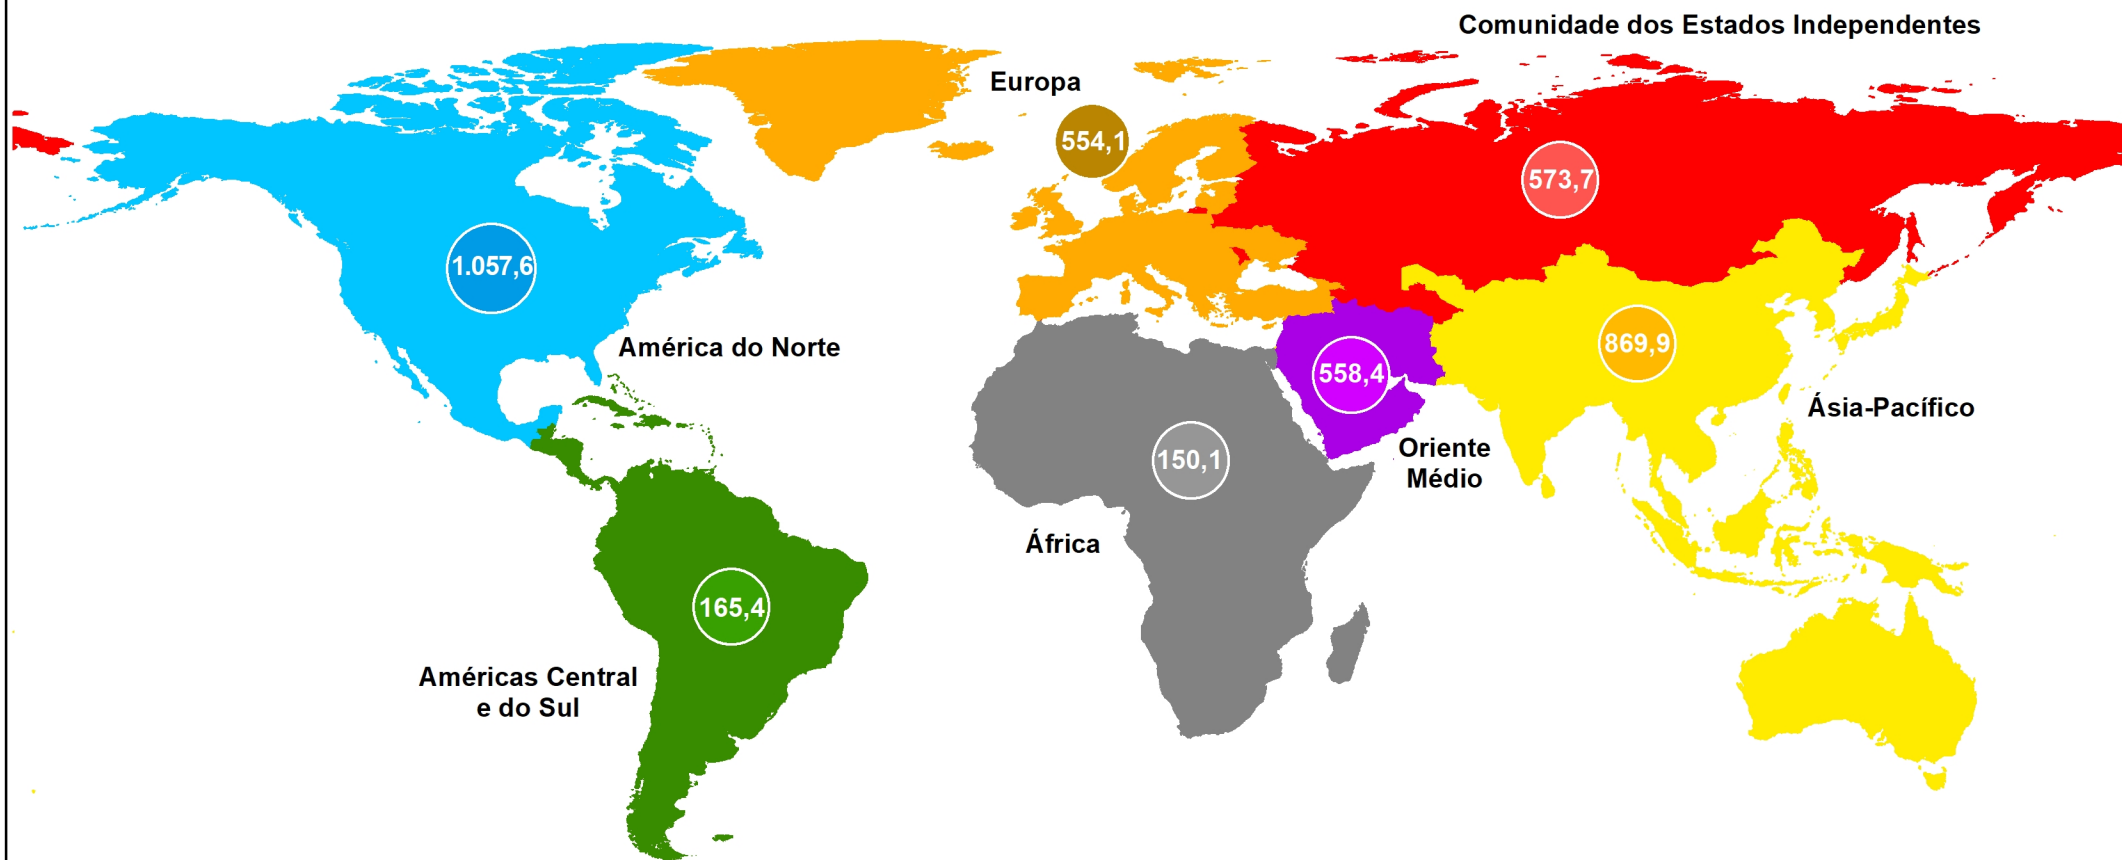 Comunidade dos Estados Independentes
Europa
554,1
573,7
1.057,6
América do Norte
869,9
558,4
Ásia-Pacífico
Oriente
Médio
150,1
África
165,4
Américas Central
e do Sul